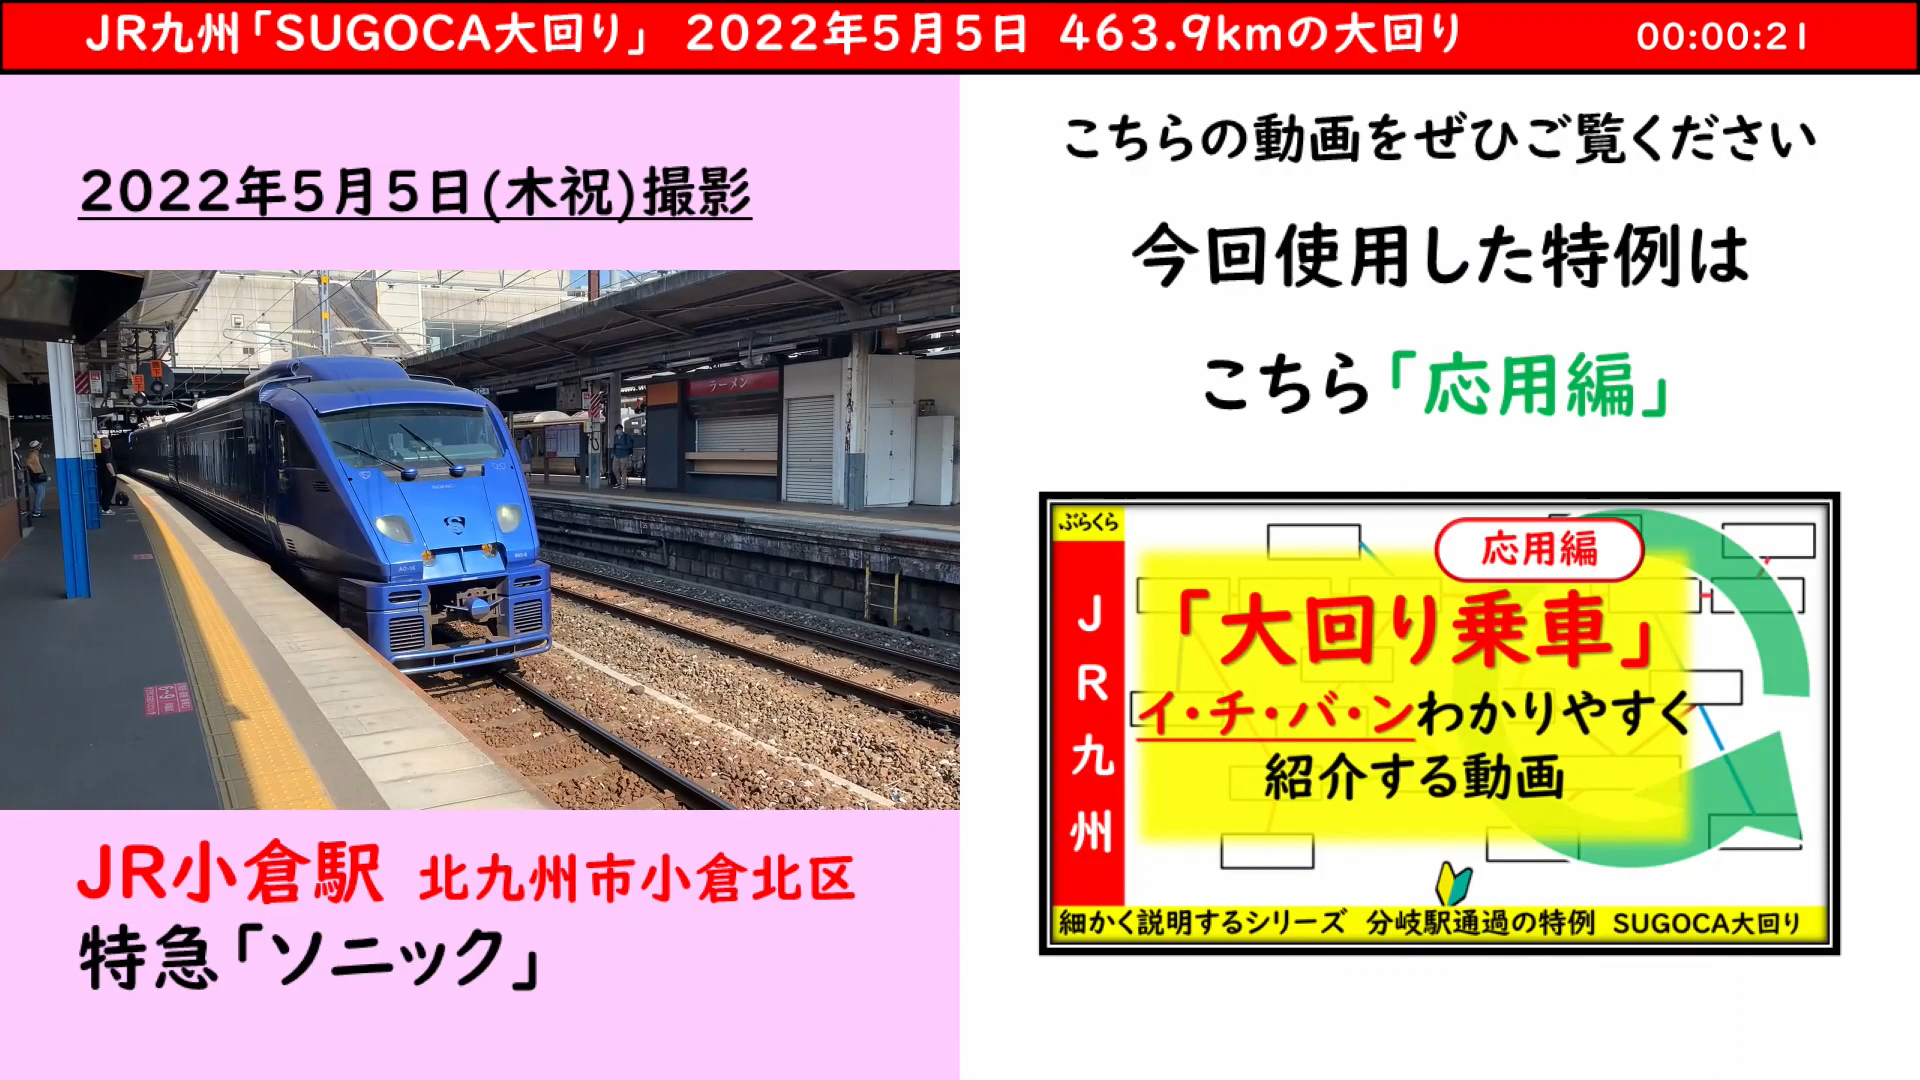 JR九州「SUGOCA大回り」 2022年5月5日 463.9kmの大回り 00:00:21
2022年5月5日(木祝)撮影
ラーメン
JR小倉駅 北九州市小倉北区
特急「ソニック」
こちらの動画をぜひご覧ください
今回使用した特例は
こちら「応用編」
ぶらくら
応用編
JR九州
「大回り乗車」
イ・チ・バ・ンわかりやすく
紹介する動画
細かく説明するシリーズ 分岐駅通過の特例 SUGOCA大回り